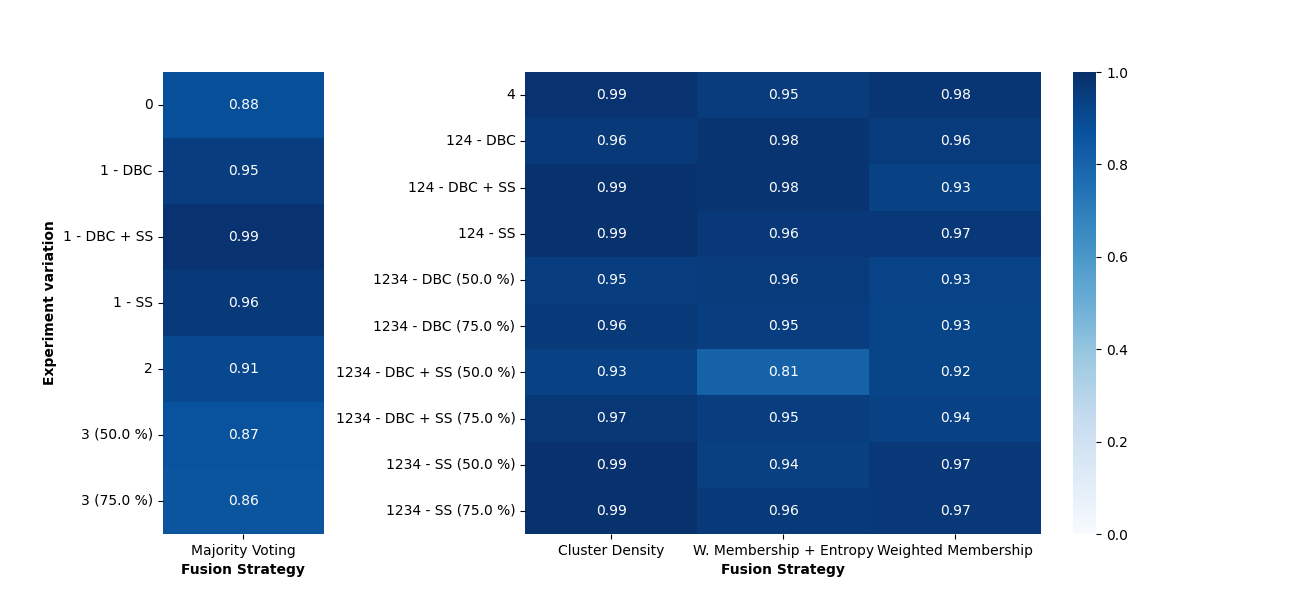 Experiment variation
0 0.88
1 - DBC 0.95
1 - DBC + SS 0.99
1 - SS 0.96
2 0.91
3 (50.0 %) 0.87
3 (75.0 %) 0.86
Majority Voting
Fusion Strategy
4 0.99 0.95 0.98
124 - DBC 0.96 0.98 0.96
124 - DBC + SS 0.99 0.98 0.93
124 - SS 0.99 0.96 0.97
1234 - DBC (50.0 %) 0.95 0.96 0.93
1234 - DBC (75.0 %) 0.96 0.95 0.93
1234 - DBC + SS (50.0 %) 0.93 0.81 0.92
1234 - DBC + SS (75.0 %) 0.97 0.95 0.94
1234 - SS (50.0 %) 0.99 0.94 0.97
1234 - SS (75.0 %) 0.99 0.96 0.97
Cluster Density W. Membership + Entropy Weighted Membership
Fusion Strategy
1.0
0.8
0.6
0.4
0.2
0.0